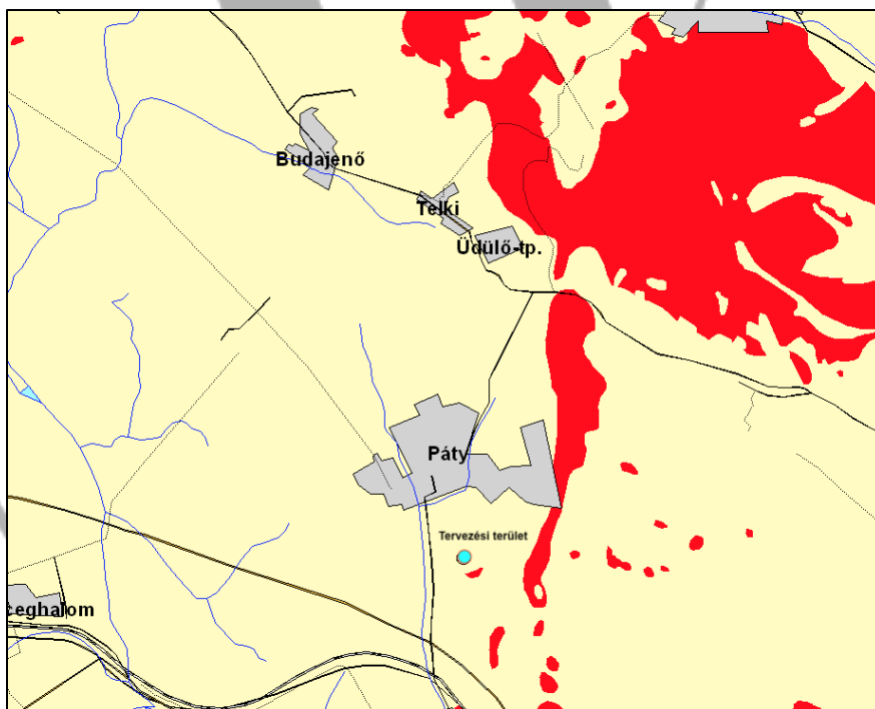 Budajenő
Telki
Üdülő-tp.
Páty
Tervezési terület
ceghalom